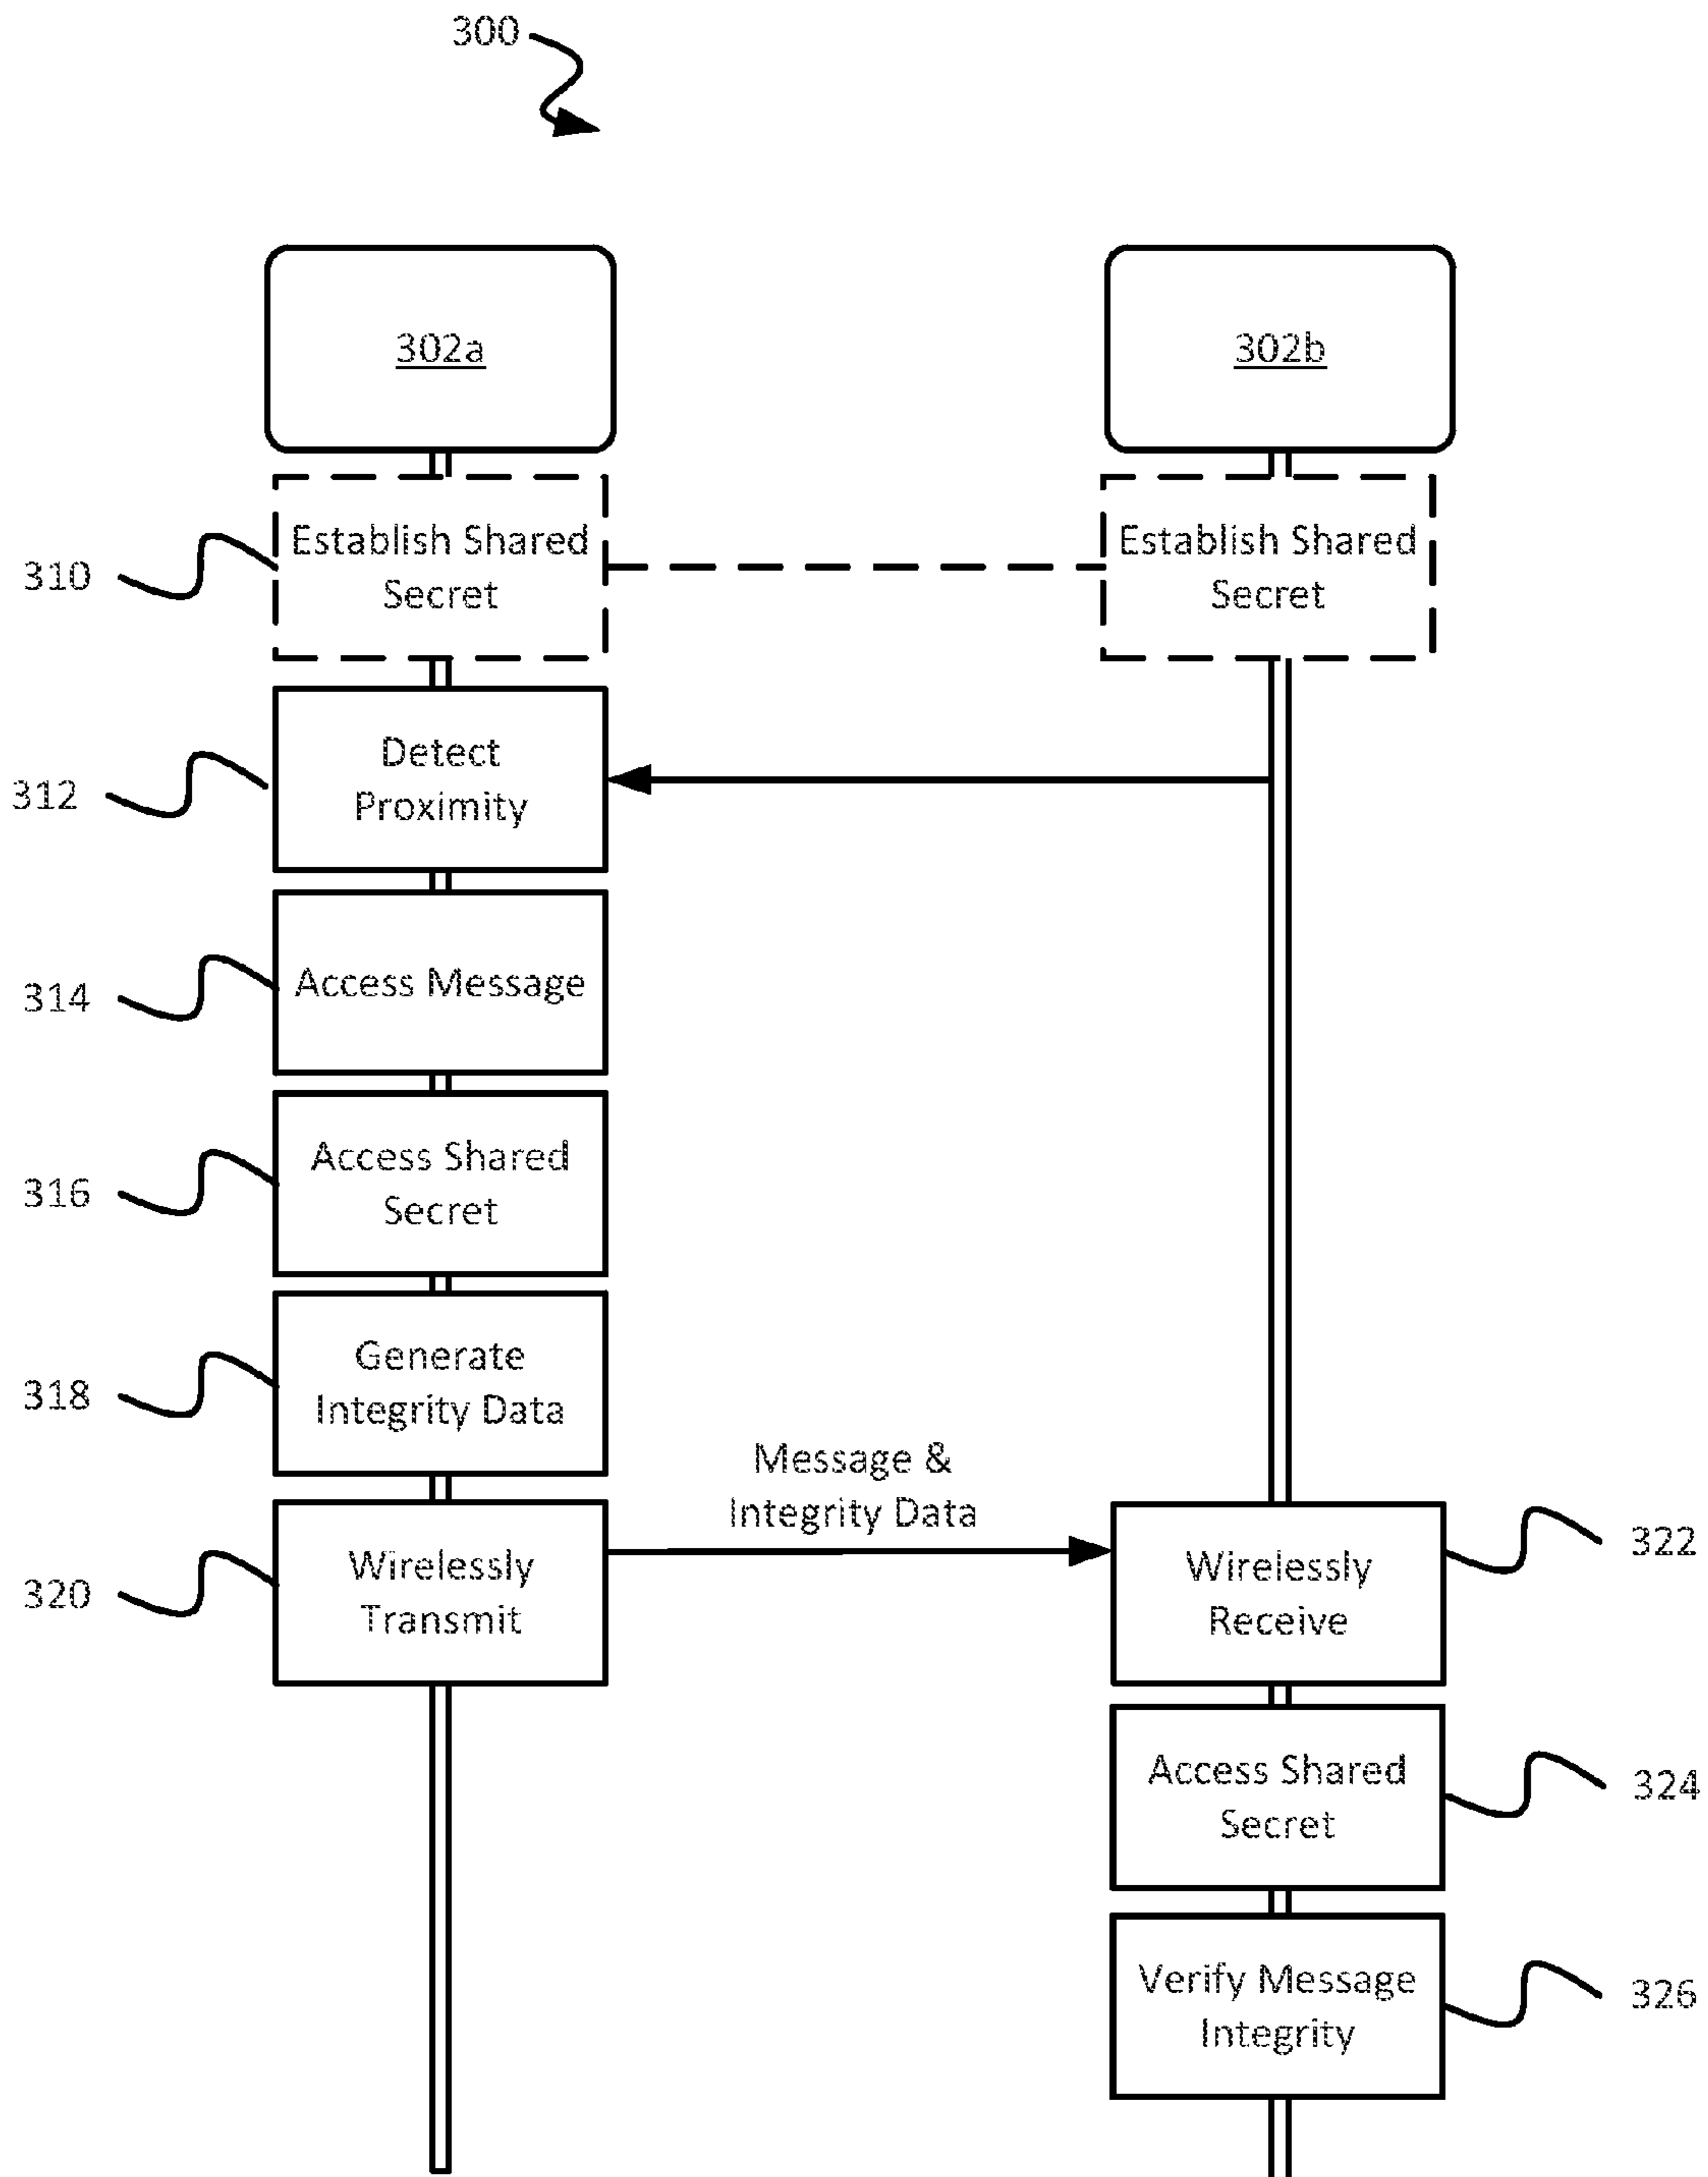 300
302a
302b
310
Establish Shared
Secret
Establish Shared
Secret
312
Detect
Proximity
314
Access Message
316
Access Shared
Secret
318
Generate
Integrity Data
Message &
Integrity Data
320
Wirelessly
Transmit
Wirelessly
Receive
322
Access Shared
Secret
324
Verify Message
Integrity
326